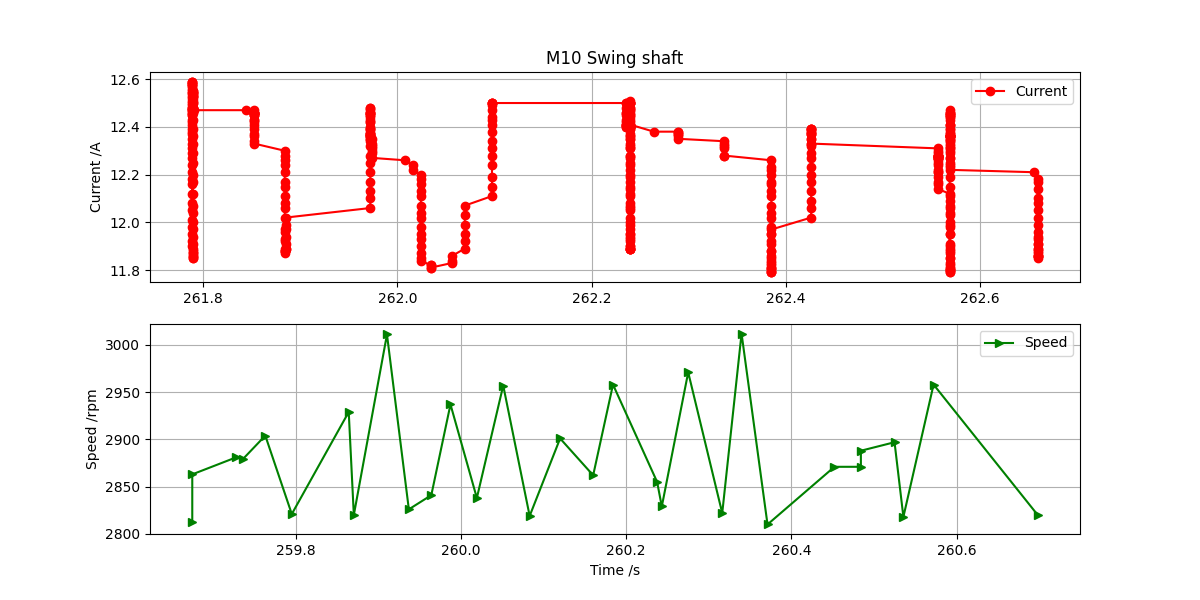 M10 Swing shaft
12.6
12.4
12.2
12.0
11.8
Current /A
Current
261.8 262.0 262.2 262.4 262.6
3000
2950
2900
2850
2800
Speed /rpm
Speed
259.8 260.0 260.2 260.4 260.6
Time /s